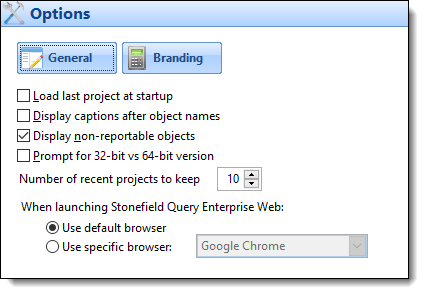 Options
General Branding
Load last project at startup
Display captions after object names
Display non-reportable objects
Prompt for 32-bit vs 64-bit version
Number of recent projects to keep 10
When launching Stonefield Query Enterprise Web:
Use default browser
Use specific browser: Google Chrome